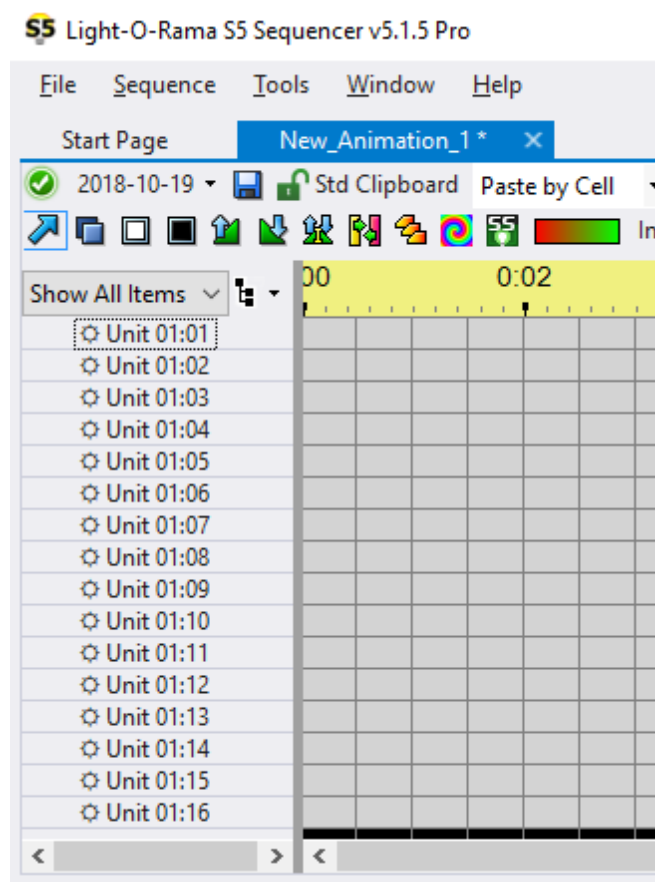 S5 Light-O-Rama S5 Sequencer v5.1.5 Pro
File Sequence Tools Window Help
Start Page New_Animation_1 * ×
2018-10-19 Std Clipboard Paste by Cell
S5 In
Show All Items 00 0:02
Unit 01:01
Unit 01:02
Unit 01:03
Unit 01:04
Unit 01:05
Unit 01:06
Unit 01:07
Unit 01:08
Unit 01:09
Unit 01:10
Unit 01:11
Unit 01:12
Unit 01:13
Unit 01:14
Unit 01:15
Unit 01:16